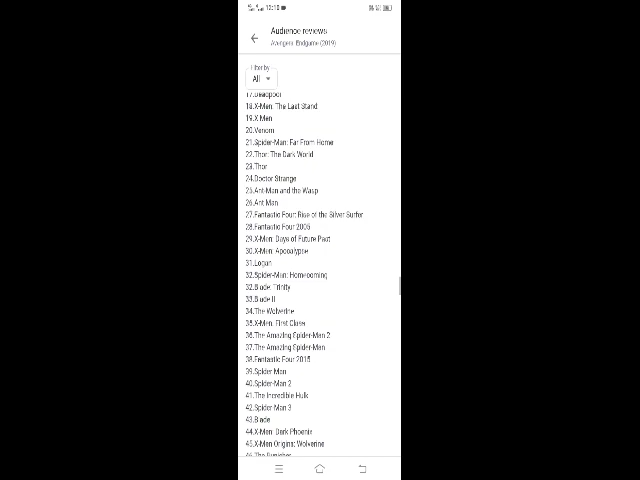 12:10
Audience reviews
Avengers: Endgame (2019)
Filter by
All
17.Deadpool
18.X-Men: The Last Stand
19.X Men
20.Venom
21.Spider-Man: Far From Home
22.Thor: The Dark World
23.Thor
24.Doctor Strange
25.Ant-Man and the Wasp
26.Ant Man
27.Fantastic Four: Rise of the Silver Surfer
28.Fantastic Four 2005
29.X-Men: Days of Future Past
30.X-Men: Apocalypse
31.Logan
32.Spider-Man: Homecoming
32.Blade: Trinity
33.Blade II
34.The Wolverine
35.X-Men: First Class
36.The Amazing Spider-Man 2
37.The Amazing Spider-Man
38.Fantastic Four 2015
39.Spider Man
40.Spider-Man 2
41.The Incredible Hulk
42.Spider-Man 3
43.Blade
44.X-Men: Dark Phoenix
45.X-Men Origins: Wolverine
46.The Punisher